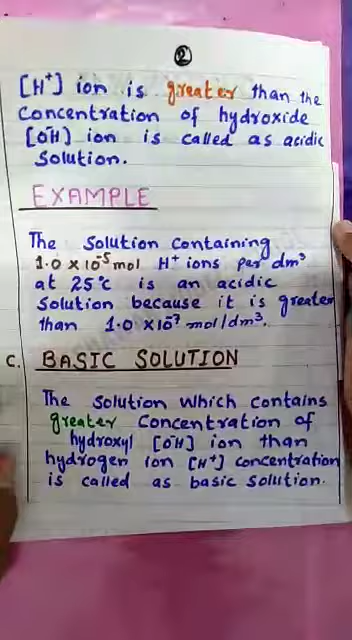 2
[H⁺] ion is greater than the
concentration of hydroxide
[OH⁻] ion is called as acidic
solution.
EXAMPLE
The solution containing
1.0 × 10⁻⁵ mol H⁺ ions per dm³
at 25°C is an acidic
solution because it is greater
than 1.0 × 10⁻⁷ mol/dm³.
C. BASIC SOLUTION
The solution which contains
greater concentration of
hydroxyl [OH⁻] ion than
hydrogen ion [H⁺] concentration
is called as basic solution.